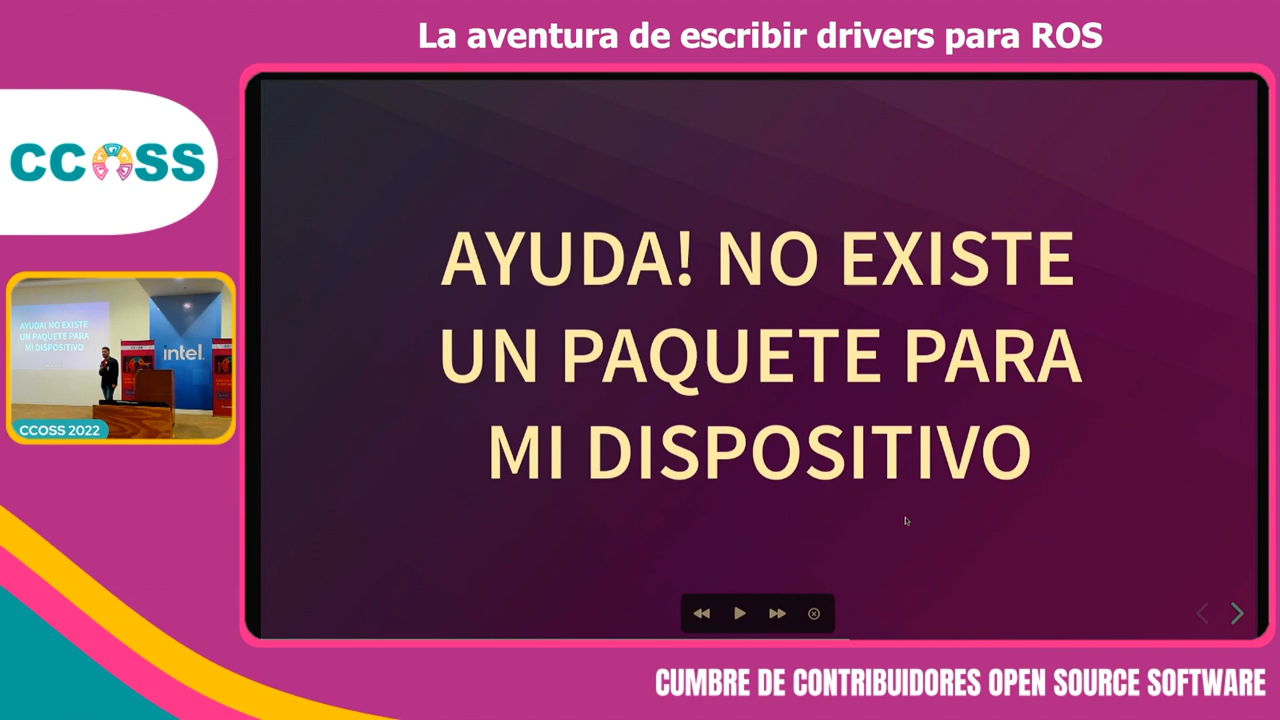 La aventura de escribir drivers para ROS
CCOSS
AYUDA! NO EXISTE
UN PAQUETE PARA
MI DISPOSITIVO
AYUDA! NO EXISTE
UN PAQUETE PARA
MI DISPOSITIVO
intel.
CCOSS 2022
CUMBRE DE CONTRIBUIDORES OPEN SOURCE SOFTWARE